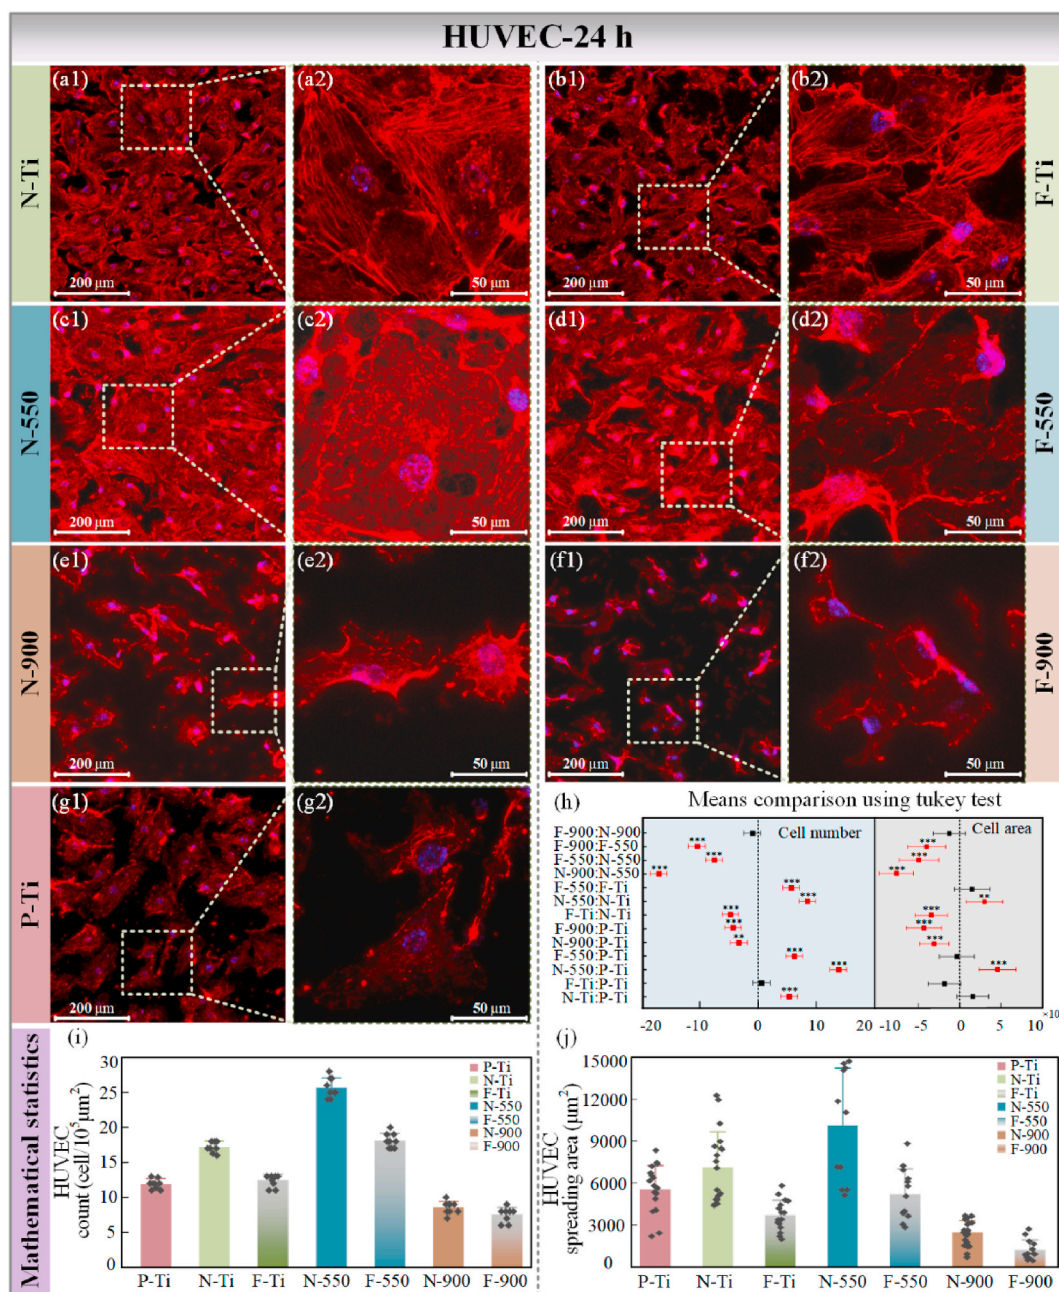 HUVEC-24 h
N-Ti
(a1)
200 μm
(a2)
50 μm
(b1)
200 μm
(b2)
50 μm
F-Ti
N-550
(c1)
200 μm
(c2)
50 μm
(d1)
200 μm
(d2)
50 μm
F-550
N-900
(e1)
200 μm
(e2)
50 μm
(f1)
200 μm
(f2)
50 μm
F-900
P-Ti
(g1)
200 μm
(g2)
50 μm
(h)
Means comparison using tukey test
Cell number
Cell area
F-900:N-900
F-900:F-550
*** ***
F-550:N-550
*** ***
N-900:N-550
*** ***
F-550:F-Ti
***
N-550:N-Ti
*** **
F-Ti:N-Ti
*** ***
F-900:P-Ti
*** ***
N-900:P-Ti
** ***
F-550:P-Ti
***
N-550:P-Ti
*** ***
F-Ti:P-Ti
N-Ti:P-Ti
***
-20 -10 0 10 20
-10 -5 0 5
Mathematical statistics
(i)
HUVEC
count (cell/10⁵μm²)
30
25
20
15
10
5
0
P-Ti
N-Ti
F-Ti
N-550
F-550
N-900
F-900
P-Ti N-Ti F-Ti N-550 F-550 N-900 F-900
(j)
HUVEC
spreading area (μm²)
15000
12000
9000
6000
3000
0
P-Ti
N-Ti
F-Ti
N-550
F-550
N-900
F-900
P-Ti N-Ti F-Ti N-550 F-550 N-900 F-900